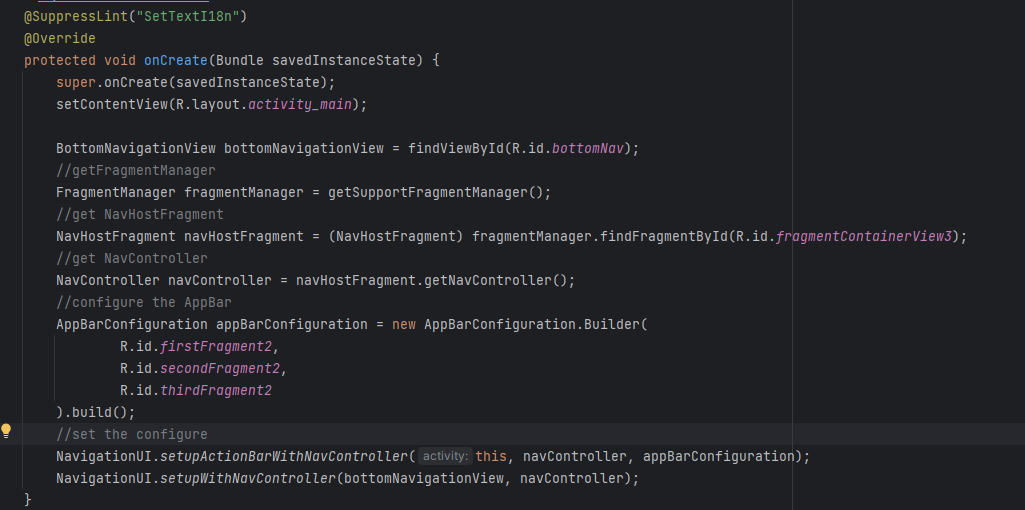 @SuppressLint("SetTextI18n")
@Override
protected void onCreate(Bundle savedInstanceState) {
super.onCreate(savedInstanceState);
setContentView(R.layout.activity_main);
BottomNavigationView bottomNavigationView = findViewById(R.id.bottomNav);
//getFragmentManager
FragmentManager fragmentManager = getSupportFragmentManager();
//get NavHostFragment
NavHostFragment navHostFragment = (NavHostFragment) fragmentManager.findFragmentById(R.id.fragmentContainerView3);
//get NavController
NavController navController = navHostFragment.getNavController();
//configure the AppBar
AppBarConfiguration appBarConfiguration = new AppBarConfiguration.Builder(
R.id.firstFragment2,
R.id.secondFragment2,
R.id.thirdFragment2
).build();
//set the configure
NavigationUI.setupActionBarWithNavController( activity: this, navController, appBarConfiguration);
NavigationUI.setupWithNavController(bottomNavigationView, navController);
}